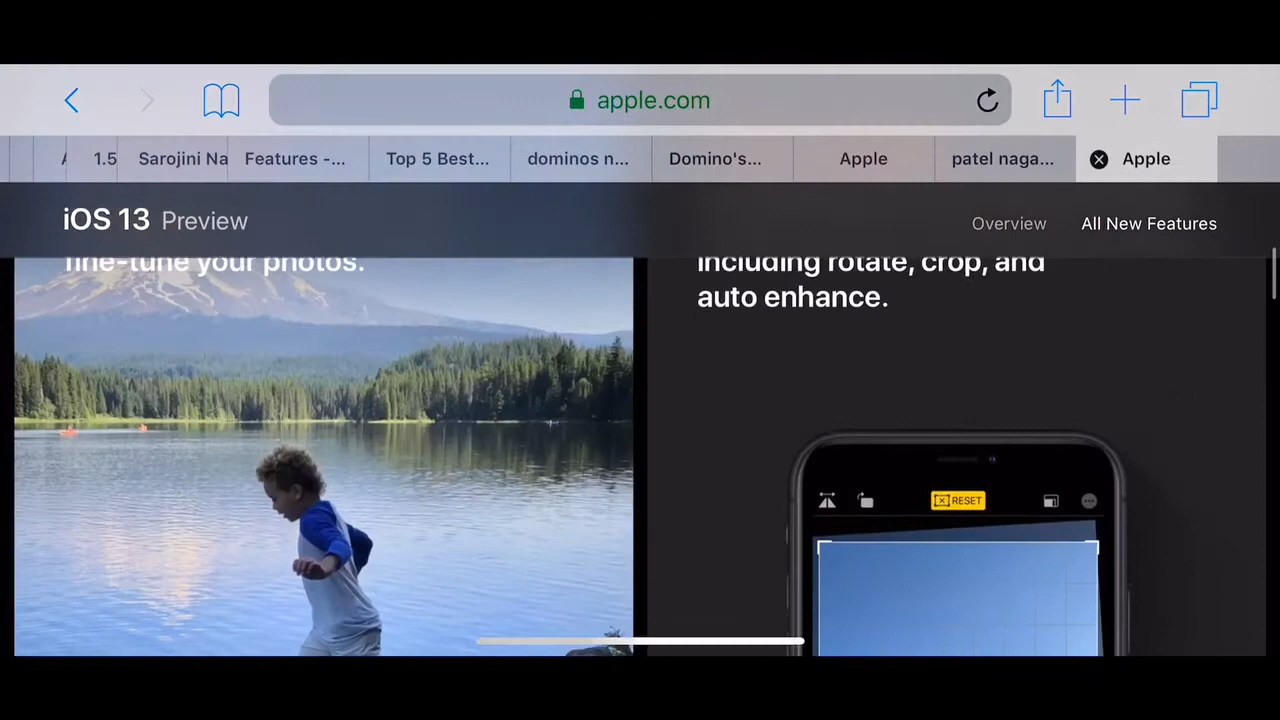 apple.com
1.5
Sarojini Na
Features -...
Top 5 Best...
dominos n...
Domino's...
Apple
patel naga...
Apple
iOS 13 Preview
Overview
All New Features
fine-tune your photos.
including rotate, crop, and
auto enhance.
RESET